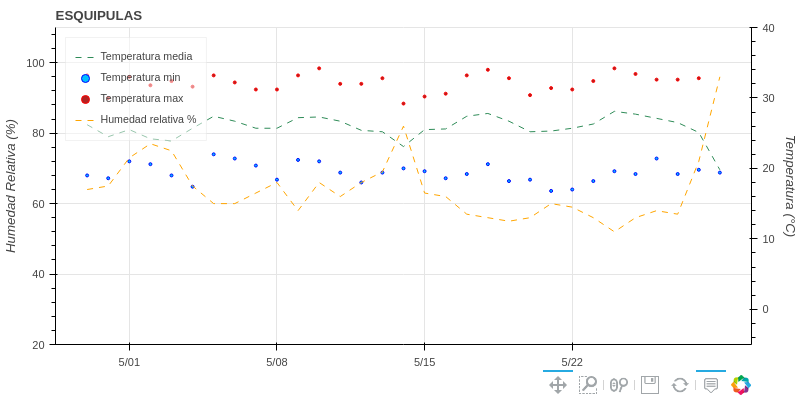 ESQUIPULAS
Temperatura media
Temperatura min
Temperatura max
Humedad relativa %
Humedad Relativa (%)
100
80
60
40
20
5/01
5/08
5/15
5/22
40
30
20
10
0
Temperatura (°C)